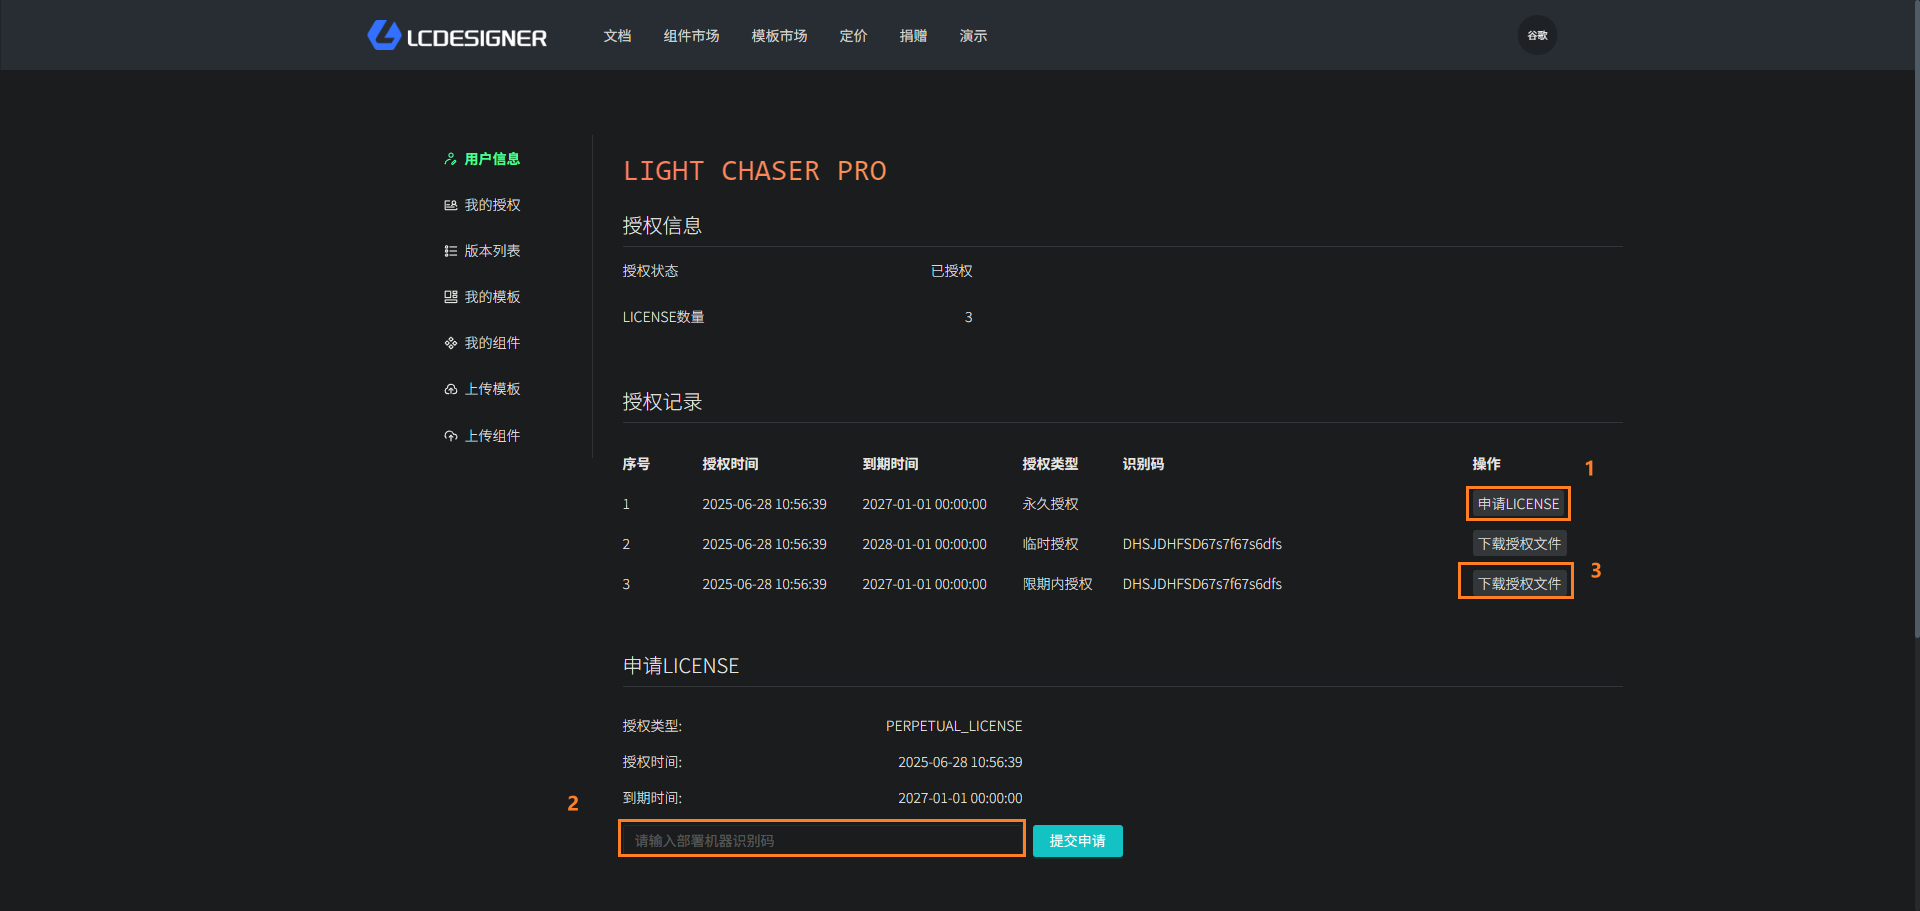 LCDESIGNER 文档 组件市场 模板市场 定价 捐赠 演示 谷歌
用户信息
我的授权
版本列表
我的模板
我的组件
上传模板
上传组件
LIGHT CHASER PRO
授权信息
授权状态 已授权
LICENSE数量 3
授权记录
序号 授权时间 到期时间 授权类型 识别码 操作 1
1 2025-06-28 10:56:39 2027-01-01 00:00:00 永久授权 申请LICENSE
2 2025-06-28 10:56:39 2028-01-01 00:00:00 临时授权 DHSJDHFSD67s7f67s6dfs 下载授权文件
3 2025-06-28 10:56:39 2027-01-01 00:00:00 限期内授权 DHSJDHFSD67s7f67s6dfs 下载授权文件 3
申请LICENSE
授权类型: PERPETUAL_LICENSE
授权时间: 2025-06-28 10:56:39
到期时间: 2027-01-01 00:00:00
2
请输入部署机器识别码 提交申请